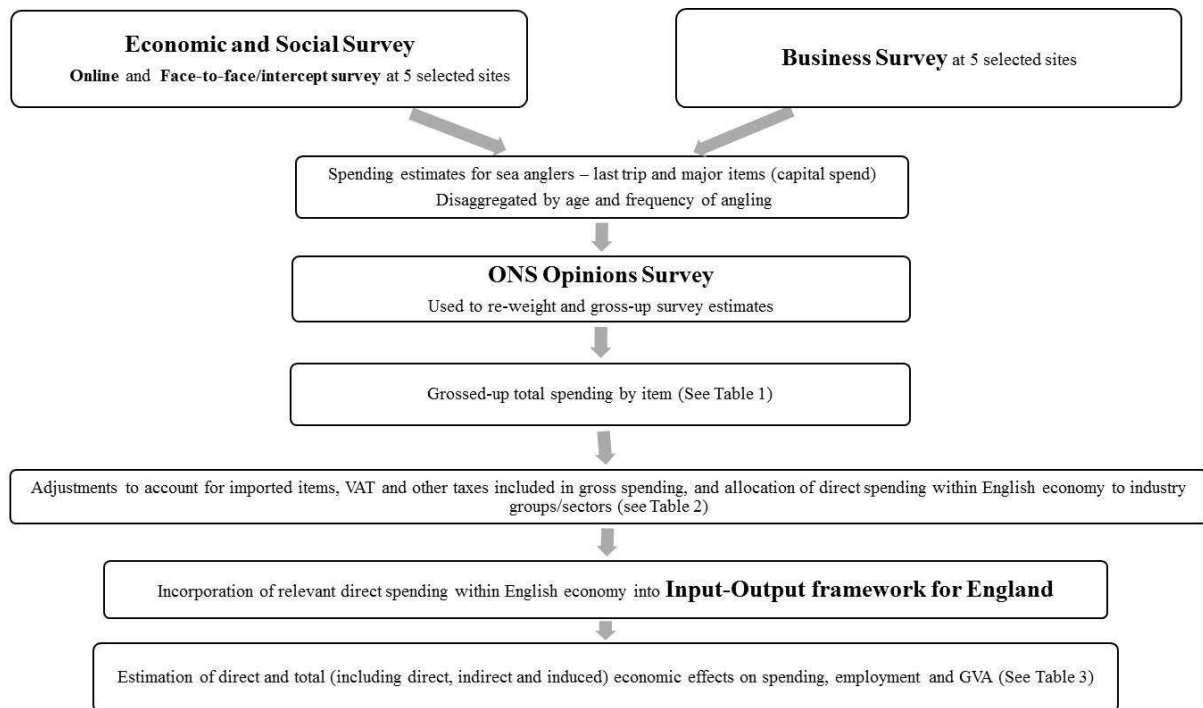 Economic and Social Survey
Online and Face-to-face/intercept survey at 5 selected sites
Business Survey at 5 selected sites
Spending estimates for sea anglers – last trip and major items (capital spend)
Disaggregated by age and frequency of angling
ONS Opinions Survey
Used to re-weight and gross-up survey estimates
Grossed-up total spending by item (See Table 1)
Adjustments to account for imported items, VAT and other taxes included in gross spending, and allocation of direct spending within English economy to industry
groups/sectors (see Table 2)
Incorporation of relevant direct spending within English economy into Input-Output framework for England
Estimation of direct and total (including direct, indirect and induced) economic effects on spending, employment and GVA (See Table 3)